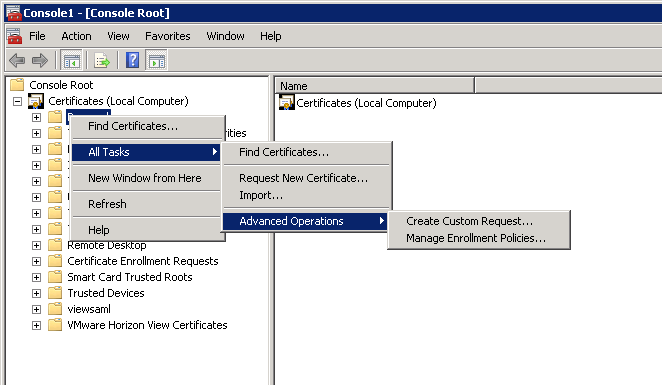 Console1 - [Console Root]
File Action View Favorites Window Help
Console Root
Certificates (Local Computer)
Find Certificates...
All Tasks
New Window from Here
Refresh
Help
Find Certificates...
Request New Certificate...
Import...
Advanced Operations
Create Custom Request...
Manage Enrollment Policies...
Remote Desktop
Certificate Enrollment Requests
Smart Card Trusted Roots
Trusted Devices
viewsaml
VMware Horizon View Certificates
Name
Certificates (Local Computer)